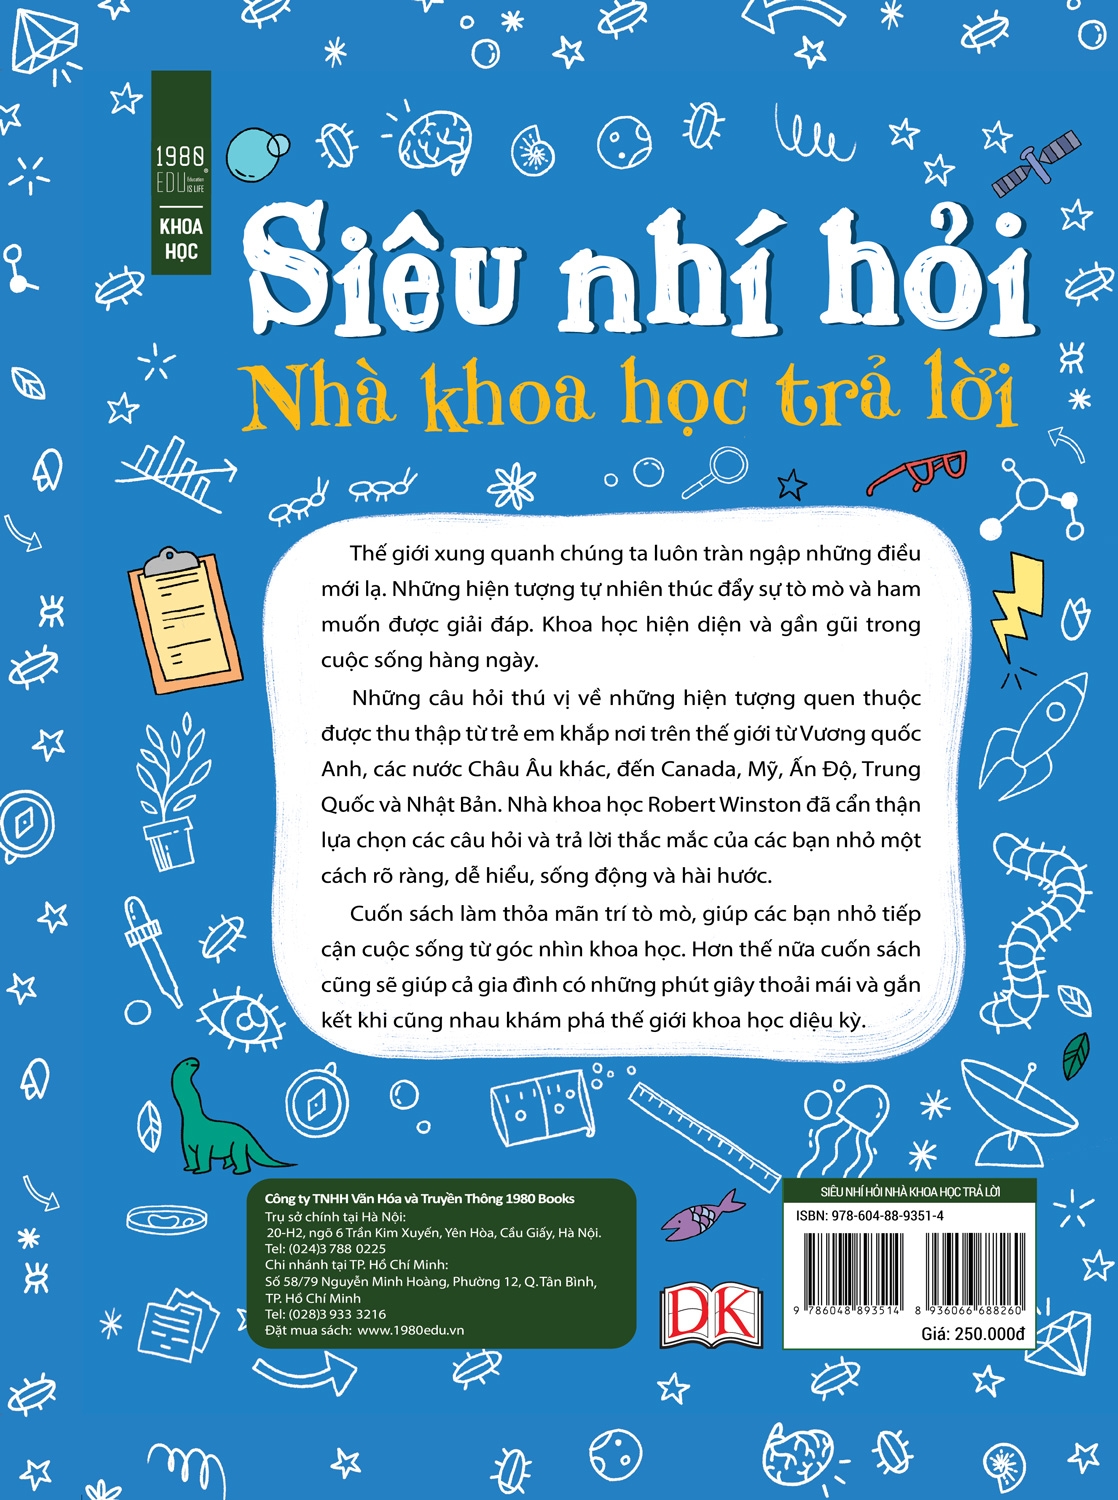 1980
EDU Education IS LIFE
KHOA
HỌC
Siêu nhí hỏi
Nhà khoa học trả lời
Thế giới xung quanh chúng ta luôn tràn ngập những điều
mới lạ. Những hiện tượng tự nhiên thúc đẩy sự tò mò và ham
muốn được giải đáp. Khoa học hiện diện và gần gũi trong
cuộc sống hàng ngày.
Những câu hỏi thú vị về những hiện tượng quen thuộc
được thu thập từ trẻ em khắp nơi trên thế giới từ Vương quốc
Anh, các nước Châu Âu khác, đến Canada, Mỹ, Ấn Độ, Trung
Quốc và Nhật Bản. Nhà khoa học Robert Winston đã cẩn thận
lựa chọn các câu hỏi và trả lời thắc mắc của các bạn nhỏ một
cách rõ ràng, dễ hiểu, sống động và hài hước.
Cuốn sách làm thỏa mãn trí tò mò, giúp các bạn nhỏ tiếp
cận cuộc sống từ góc nhìn khoa học. Hơn thế nữa cuốn sách
cũng sẽ giúp cả gia đình có những phút giây thoải mái và gắn
kết khi cũng nhau khám phá thế giới khoa học diệu kỳ.
Công ty TNHH Văn Hóa và Truyền Thông 1980 Books
Trụ sở chính tại Hà Nội:
20-H2, ngõ 6 Trần Kim Xuyến, Yên Hòa, Cầu Giấy, Hà Nội.
Tel: (024)3 788 0225
Chi nhánh tại TP. Hồ Chí Minh:
Số 58/79 Nguyễn Minh Hoàng, Phường 12, Q.Tân Bình,
TP. Hồ Chí Minh
Tel: (028)3 933 3216
Đặt mua sách: www.1980edu.vn
DK
SIÊU NHÍ HỎI NHÀ KHOA HỌC TRẢ LỜI
ISBN: 978-604-88-9351-4
9 786048 893514 8 936066 688260
Giá: 250.000đ